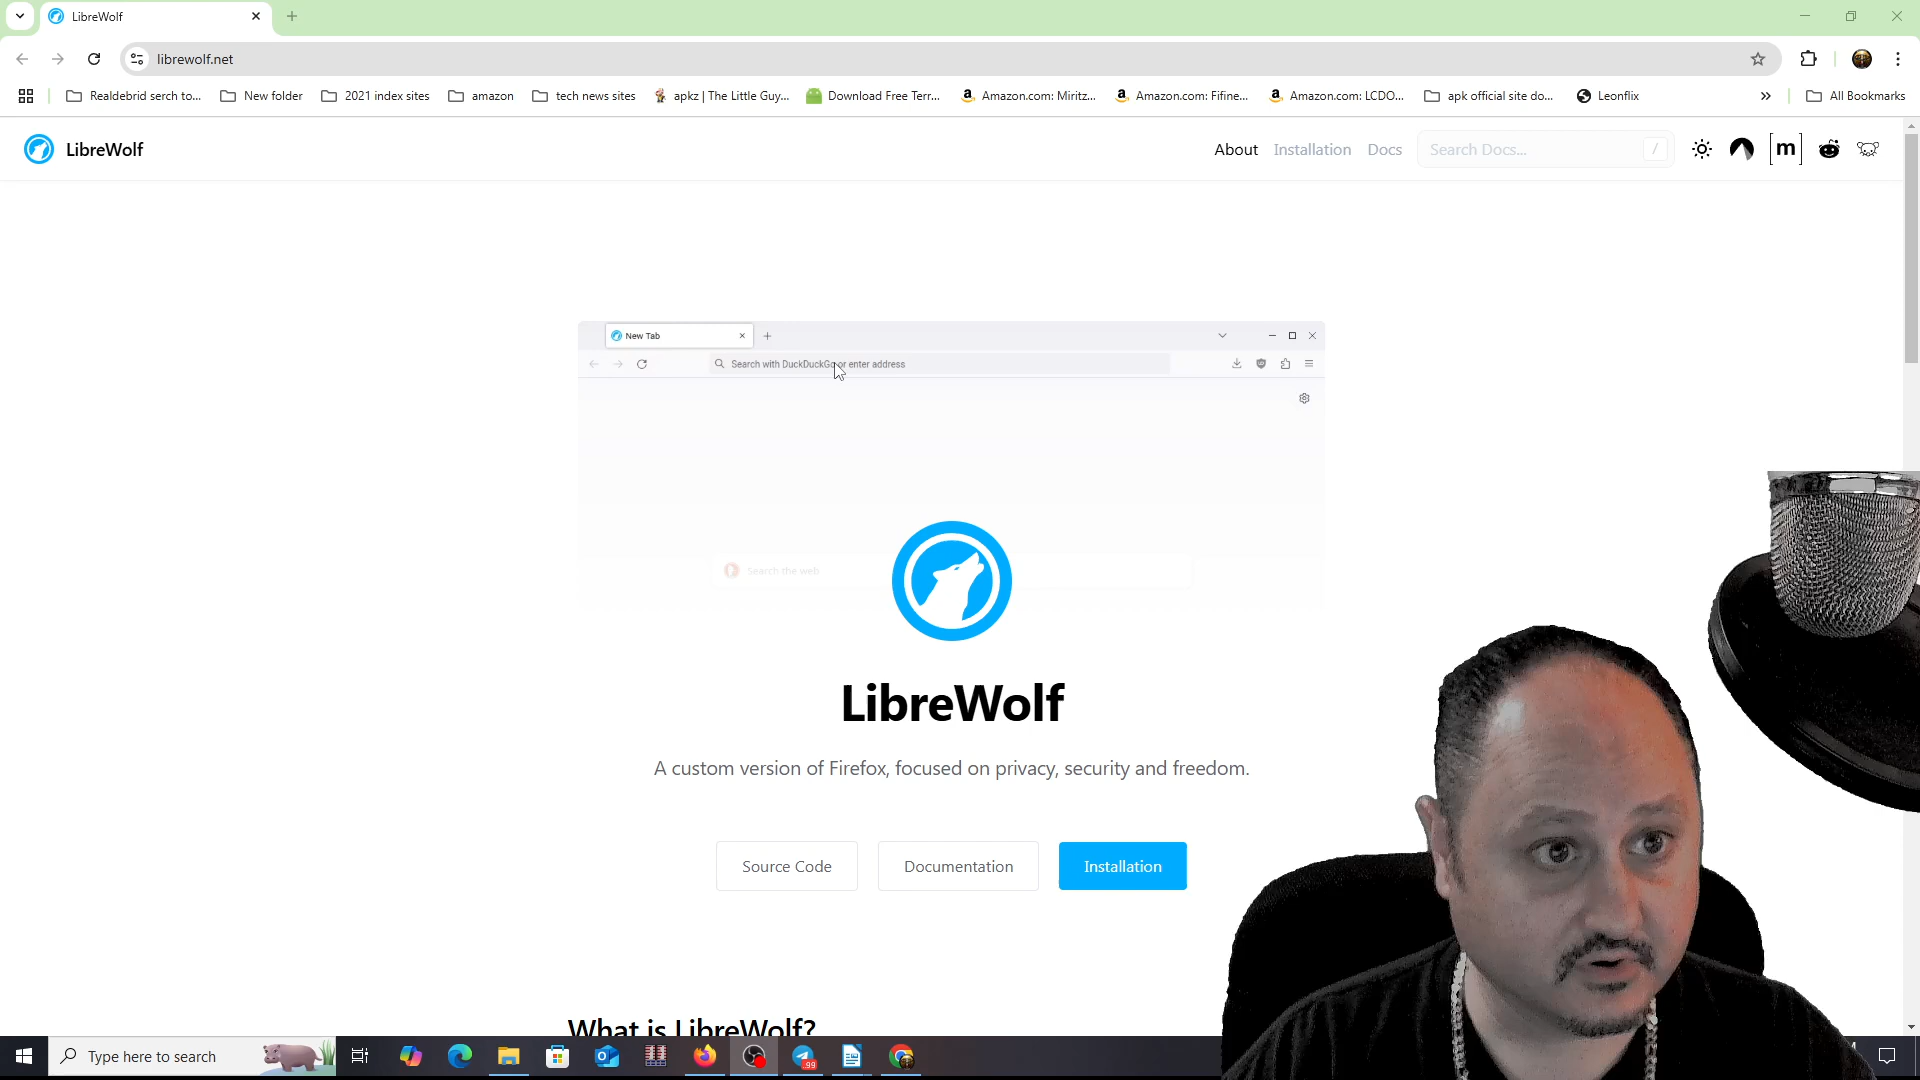 LibreWolf
librewolf.net
Realdebrid serch to...
New folder
2021 index sites
amazon
tech news sites
apkz | The Little Guy...
Download Free Terr...
Amazon.com: Miritz...
Amazon.com: Fifine...
Amazon.com: LCDO...
apk official site do...
Leonflix
All Bookmarks
LibreWolf
About
Installation
Docs
Search Docs...
/
[m]
New Tab
Search with DuckDuckGo or enter address
Search the web
LibreWolf
A custom version of Firefox, focused on privacy, security and freedom.
Source Code
Documentation
Installation
What is LibreWolf?
Type here to search
99